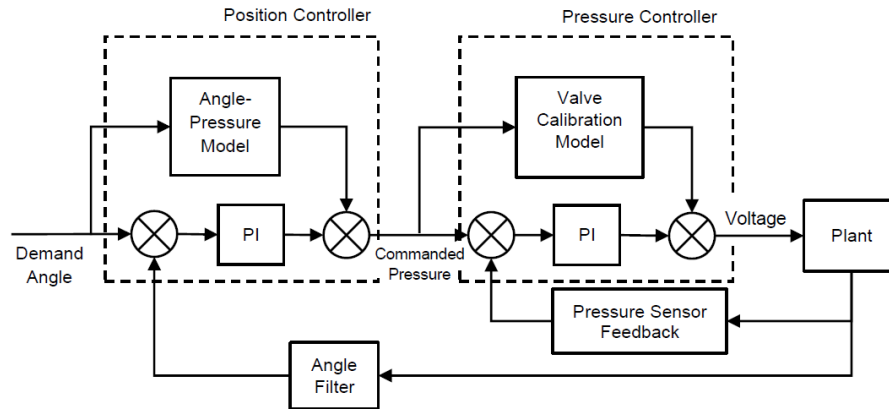 Position Controller
Pressure Controller
Angle-
Pressure
Model
Valve
Calibration
Model
PI
PI
Demand
Angle
Commanded
Pressure
Voltage
Plant
Pressure Sensor
Feedback
Angle
Filter